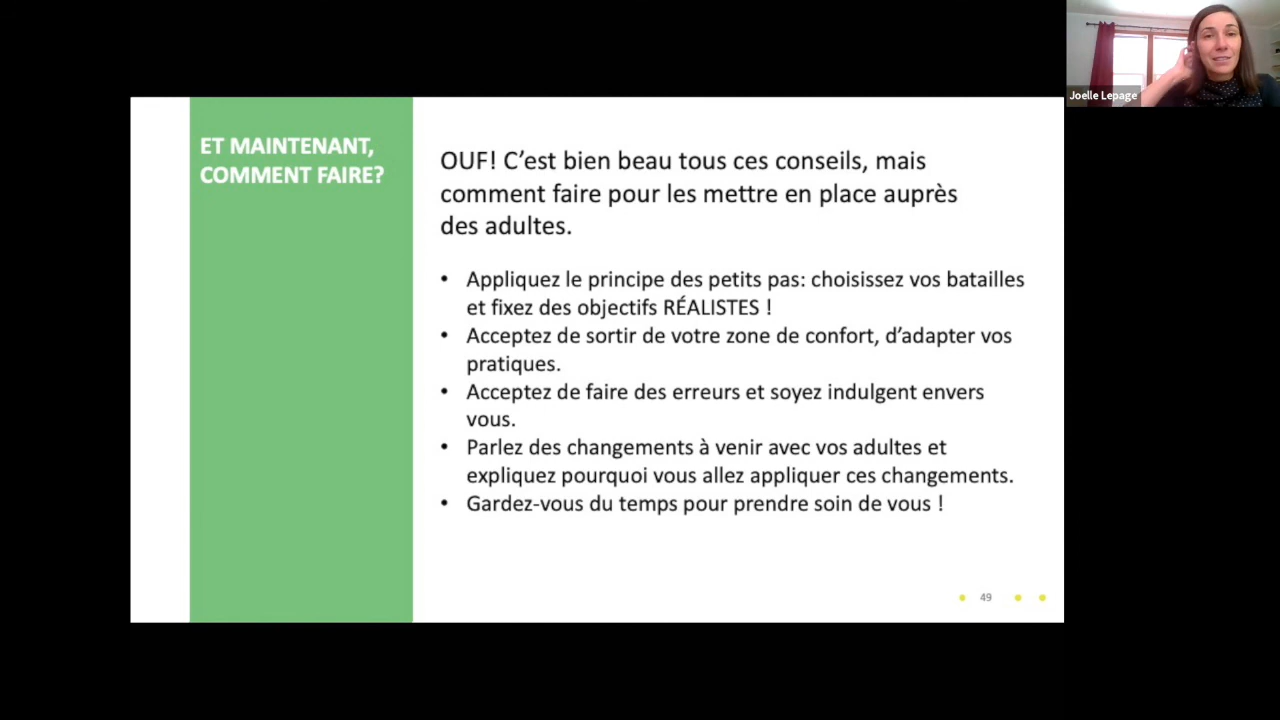 Joelle Lepage
ET MAINTENANT,
COMMENT FAIRE?
OUF! C'est bien beau tous ces conseils, mais
comment faire pour les mettre en place auprès
des adultes.
• Appliquez le principe des petits pas: choisissez vos batailles
et fixez des objectifs RÉALISTES !
• Acceptez de sortir de votre zone de confort, d'adapter vos
pratiques.
• Acceptez de faire des erreurs et soyez indulgent envers
vous.
• Parlez des changements à venir avec vos adultes et
expliquez pourquoi vous allez appliquer ces changements.
• Gardez-vous du temps pour prendre soin de vous !
49